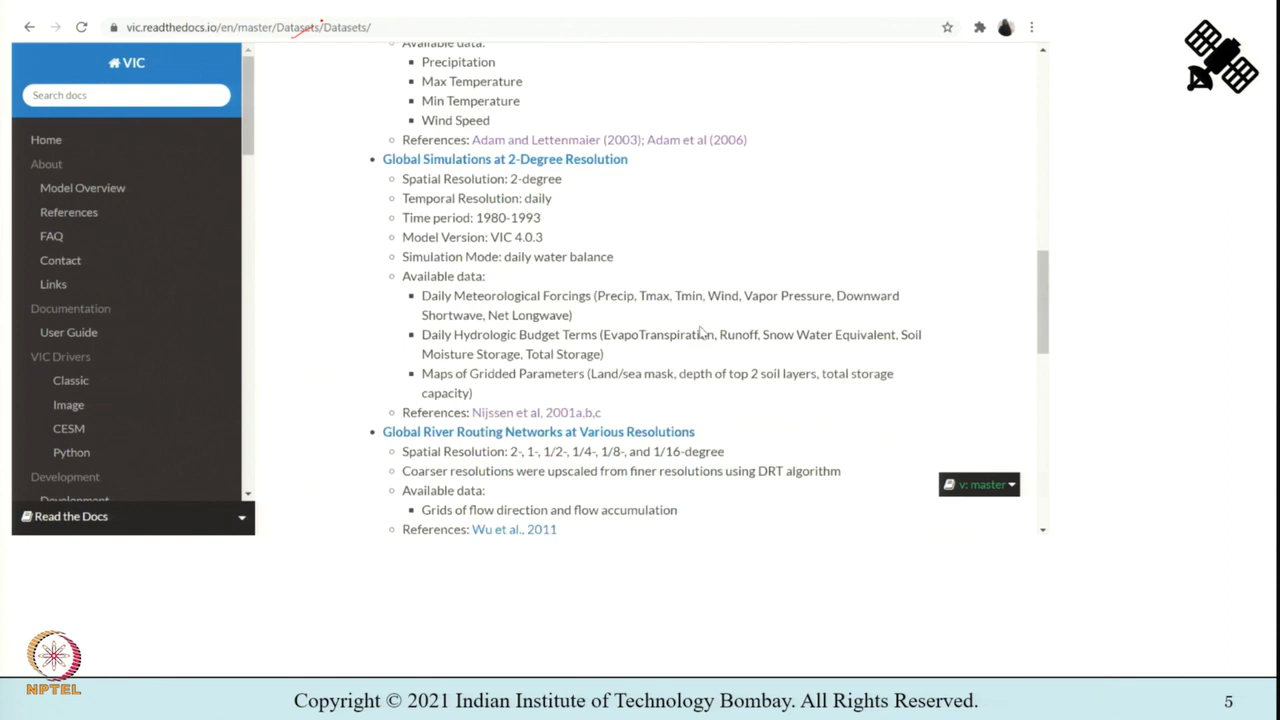 vic.readthedocs.io/en/master/Datasets/Datasets/
VIC
Search docs
Home
About
Model Overview
References
FAQ
Contact
Links
Documentation
User Guide
VIC Drivers
Classic
Image
CESM
Python
Development
Development
Read the Docs
Available data:
Precipitation
Max Temperature
Min Temperature
Wind Speed
References: Adam and Lettenmaier (2003); Adam et al (2006)
Global Simulations at 2-Degree Resolution
Spatial Resolution: 2-degree
Temporal Resolution: daily
Time period: 1980-1993
Model Version: VIC 4.0.3
Simulation Mode: daily water balance
Available data:
Daily Meteorological Forcings (Precip, Tmax, Tmin, Wind, Vapor Pressure, Downward
Shortwave, Net Longwave)
Daily Hydrologic Budget Terms (EvapoTranspiration, Runoff, Snow Water Equivalent, Soil
Moisture Storage, Total Storage)
Maps of Gridded Parameters (Land/sea mask, depth of top 2 soil layers, total storage
capacity)
References: Nijssen et al, 2001a,b,c
Global River Routing Networks at Various Resolutions
Spatial Resolution: 2-, 1-, 1/2-, 1/4-, 1/8-, and 1/16-degree
Coarser resolutions were upscaled from finer resolutions using DRT algorithm
Available data:
Grids of flow direction and flow accumulation
References: Wu et al., 2011
v: master
NPTEL
Copyright © 2021 Indian Institute of Technology Bombay. All Rights Reserved.
5